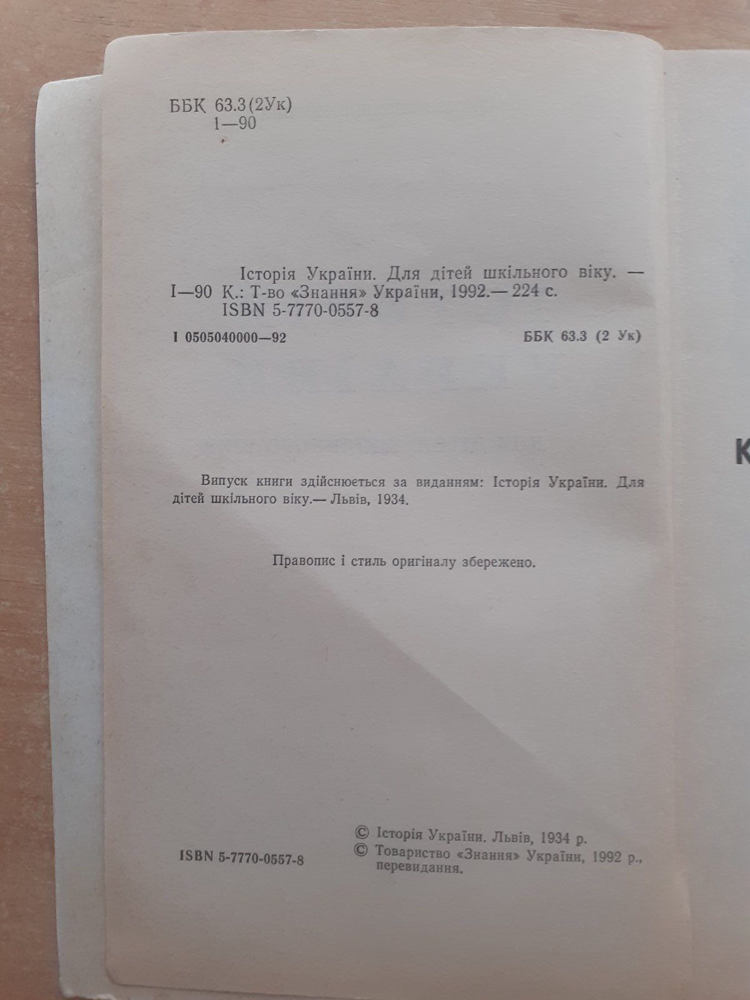 ББК 63.3(2Ук)
І—90
Історія України. Для дітей шкільного віку. —
І—90 К.: Т-во «Знання» України, 1992.— 224 с.
ISBN 5-7770-0557-8
І 0505040000—92 ББК 63.3 (2 Ук)
Випуск книги здійснюється за виданням: Історія України. Для
дітей шкільного віку.— Львів, 1934.
Правопис і стиль оригіналу збережено.
© Історія України. Львів, 1934 р.
ISBN 5-7770-0557-8 © Товариство «Знання» України, 1992 р.,
перевидання.
К